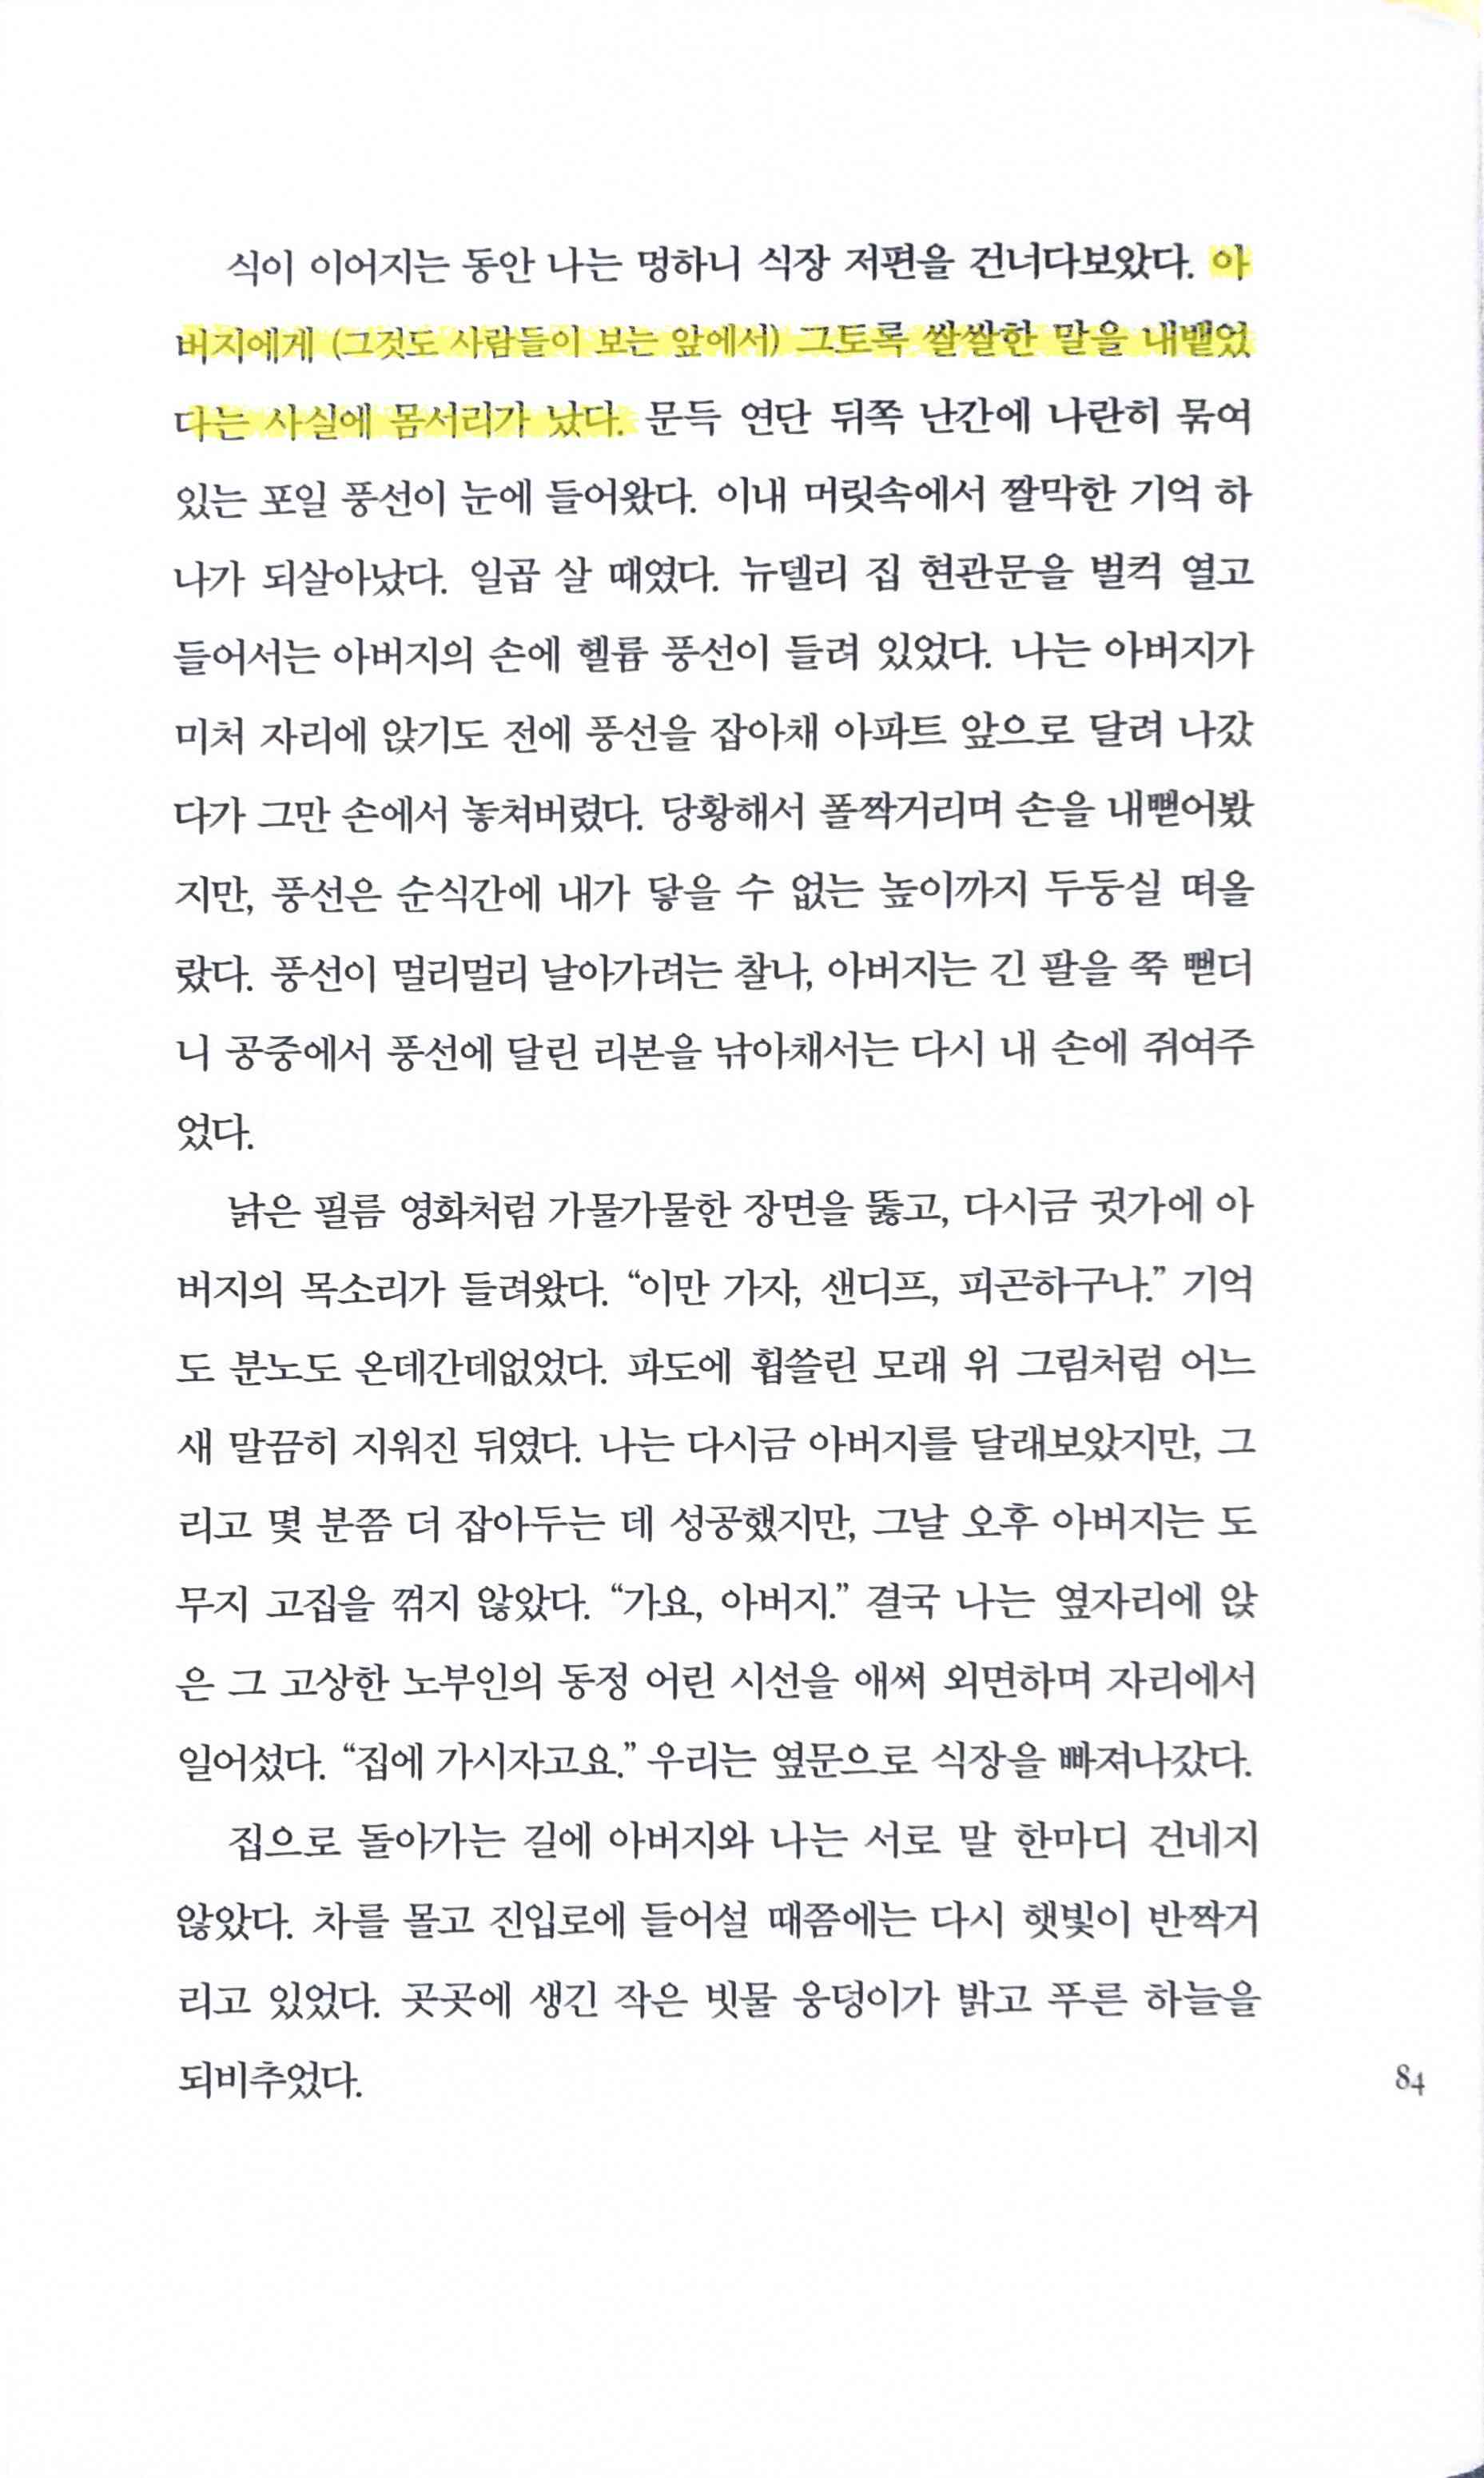 식이 이어지는 동안 나는 멍하니 식장 저편을 건너다보았다. 아
버지에게 (그것도 사람들이 보는 앞에서) 그토록 쌀쌀한 말을 내뱉었
다는 사실에 몸서리가 났다. 문득 연단 뒤쪽 난간에 나란히 묶여
있는 포일 풍선이 눈에 들어왔다. 이내 머릿속에서 짤막한 기억 하
나가 되살아났다. 일곱 살 때였다. 뉴델리 집 현관문을 벌컥 열고
들어서는 아버지의 손에 헬륨 풍선이 들려 있었다. 나는 아버지가
미처 자리에 앉기도 전에 풍선을 잡아채 아파트 앞으로 달려 나갔
다가 그만 손에서 놓쳐버렸다. 당황해서 폴짝거리며 손을 내뻗어봤
지만, 풍선은 순식간에 내가 닿을 수 없는 높이까지 두둥실 떠올
랐다. 풍선이 멀리멀리 날아가려는 찰나, 아버지는 긴 팔을 쭉 뻗더
니 공중에서 풍선에 달린 리본을 낚아채서는 다시 내 손에 쥐여주
었다.
낡은 필름 영화처럼 가물가물한 장면을 뚫고, 다시금 귓가에 아
버지의 목소리가 들려왔다. “이만 가자, 샌디프, 피곤하구나.” 기억
도 분노도 온데간데없었다. 파도에 휩쓸린 모래 위 그림처럼 어느
새 말끔히 지워진 뒤였다. 나는 다시금 아버지를 달래보았지만, 그
리고 몇 분쯤 더 잡아두는 데 성공했지만, 그날 오후 아버지는 도
무지 고집을 꺾지 않았다. “가요, 아버지.” 결국 나는 옆자리에 앉
은 그 고상한 노부인의 동정 어린 시선을 애써 외면하며 자리에서
일어섰다. “집에 가시자고요.” 우리는 옆문으로 식장을 빠져나갔다.
집으로 돌아가는 길에 아버지와 나는 서로 말 한마디 건네지
않았다. 차를 몰고 진입로에 들어설 때쯤에는 다시 햇빛이 반짝거
리고 있었다. 곳곳에 생긴 작은 빗물 웅덩이가 밝고 푸른 하늘을
되비추었다.
84